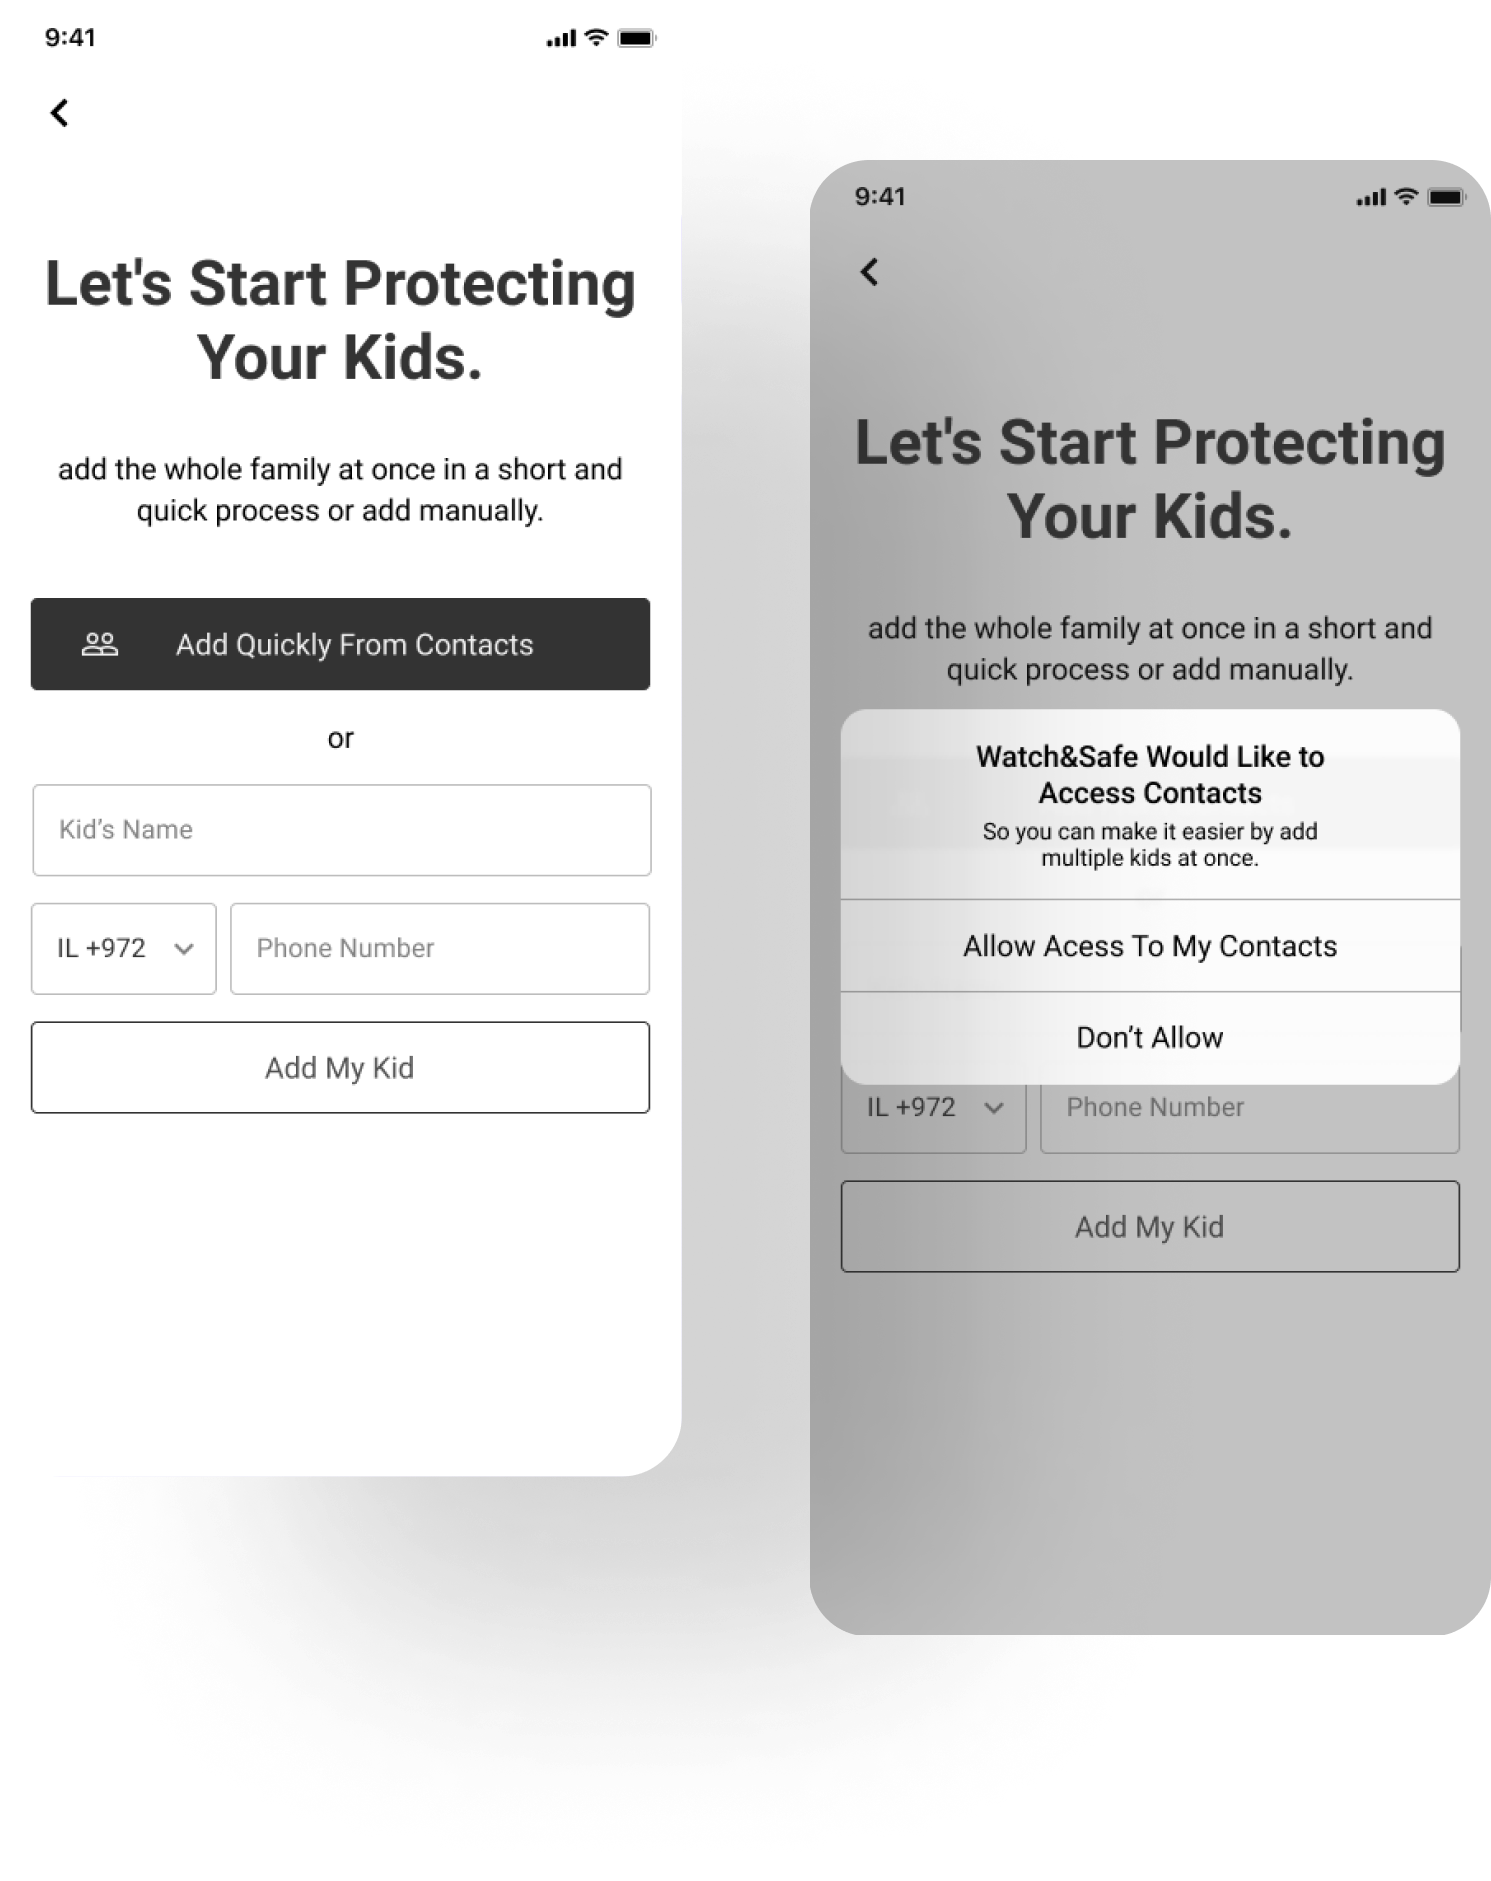 9:41
Let's Start Protecting
Your Kids.
add the whole family at once in a short and
quick process or add manually.
Add Quickly From Contacts
or
Kid’s Name
IL +972
Phone Number
Add My Kid
9:41
Let's Start Protecting
Your Kids.
add the whole family at once in a short and
quick process or add manually.
Watch&Safe Would Like to
Access Contacts
So you can make it easier by add
multiple kids at once.
Allow Acess To My Contacts
Don’t Allow
IL +972
Phone Number
Add My Kid